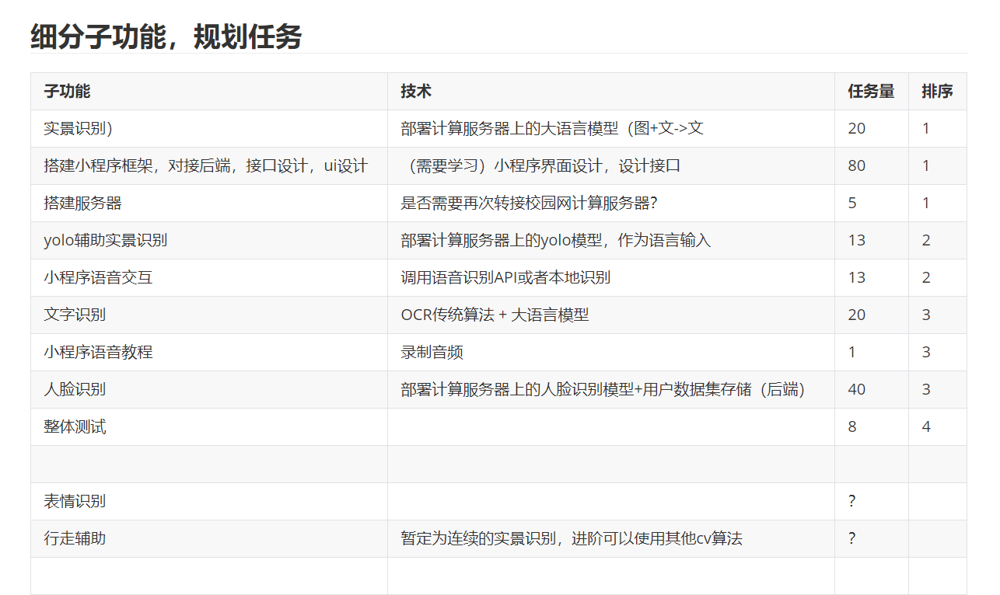 细分子功能，规划任务
子功能 技术 任务量 排序
实景识别） 部署计算服务器上的大语言模型（图+文->文 20 1
搭建小程序框架，对接后端，接口设计，ui设计 （需要学习）小程序界面设计，设计接口 80 1
搭建服务器 是否需要再次转接校园网计算服务器？ 5 1
yolo辅助实景识别 部署计算服务器上的yolo模型，作为语言输入 13 2
小程序语音交互 调用语音识别API或者本地识别 13 2
文字识别 OCR传统算法 + 大语言模型 20 3
小程序语音教程 录制音频 1 3
人脸识别 部署计算服务器上的人脸识别模型+用户数据集存储（后端） 40 3
整体测试 8 4
表情识别 ？
行走辅助 暂定为连续的实景识别，进阶可以使用其他cv算法 ？